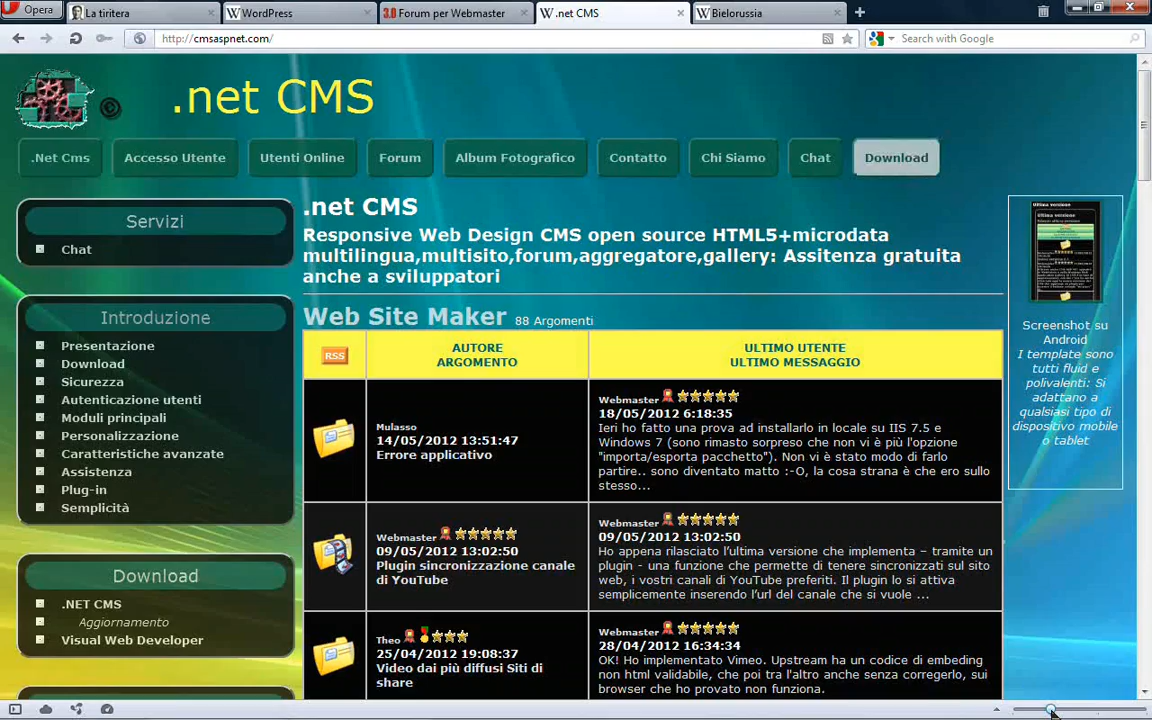 Opera
La tiritera
WordPress
3.0 Forum per Webmaster
.net CMS
Bielorussia
http://cmsaspnet.com/
Search with Google
© .net CMS
.Net Cms Accesso Utente Utenti Online Forum Album Fotografico Contatto Chi Siamo Chat Download
Servizi
Chat
Introduzione
Presentazione
Download
Sicurezza
Autenticazione utenti
Moduli principali
Personalizzazione
Caratteristiche avanzate
Assistenza
Plug-in
Semplicità
Download
.NET CMS
Aggiornamento
Visual Web Developer
.net CMS
Responsive Web Design CMS open source HTML5+microdata
multilingua,multisito,forum,aggregatore,gallery: Assitenza gratuita
anche a sviluppatori
Web Site Maker 88 Argomenti
RSS
AUTORE
ARGOMENTO
ULTIMO UTENTE
ULTIMO MESSAGGIO
Mulasso
14/05/2012 13:51:47
Errore applicativo
Webmaster
18/05/2012 6:18:35
Ieri ho fatto una prova ad installarlo in locale su IIS 7.5 e
Windows 7 (sono rimasto sorpreso che non vi è più l'opzione
"importa/esporta pacchetto"). Non vi è stato modo di farlo
partire.. sono diventato matto :-O, la cosa strana è che ero sullo
stesso...
Webmaster
09/05/2012 13:02:50
Plugin sincronizzazione canale
di YouTube
Webmaster
09/05/2012 13:02:50
Ho appena rilasciato l'ultima versione che implementa – tramite un
plugin - una funzione che permette di tenere sincronizzati sul sito
web, i vostri canali di YouTube preferiti. Il plugin lo si attiva
semplicemente inserendo l'url del canale che si vuole ...
Theo
25/04/2012 19:08:37
Video dai più diffusi Siti di
share
Webmaster
28/04/2012 16:34:34
OK! Ho implementato Vimeo. Upstream ha un codice di embeding
non html validabile, che poi tra l'altro anche senza corregerlo, sui
browser che ho provato non funziona.
Ultima versione
Ultima versione
Screenshot su
Android
I template sono
tutti fluid e
polivalenti: Si
adattano a
qualsiasi tipo di
dispositivo mobile
o tablet